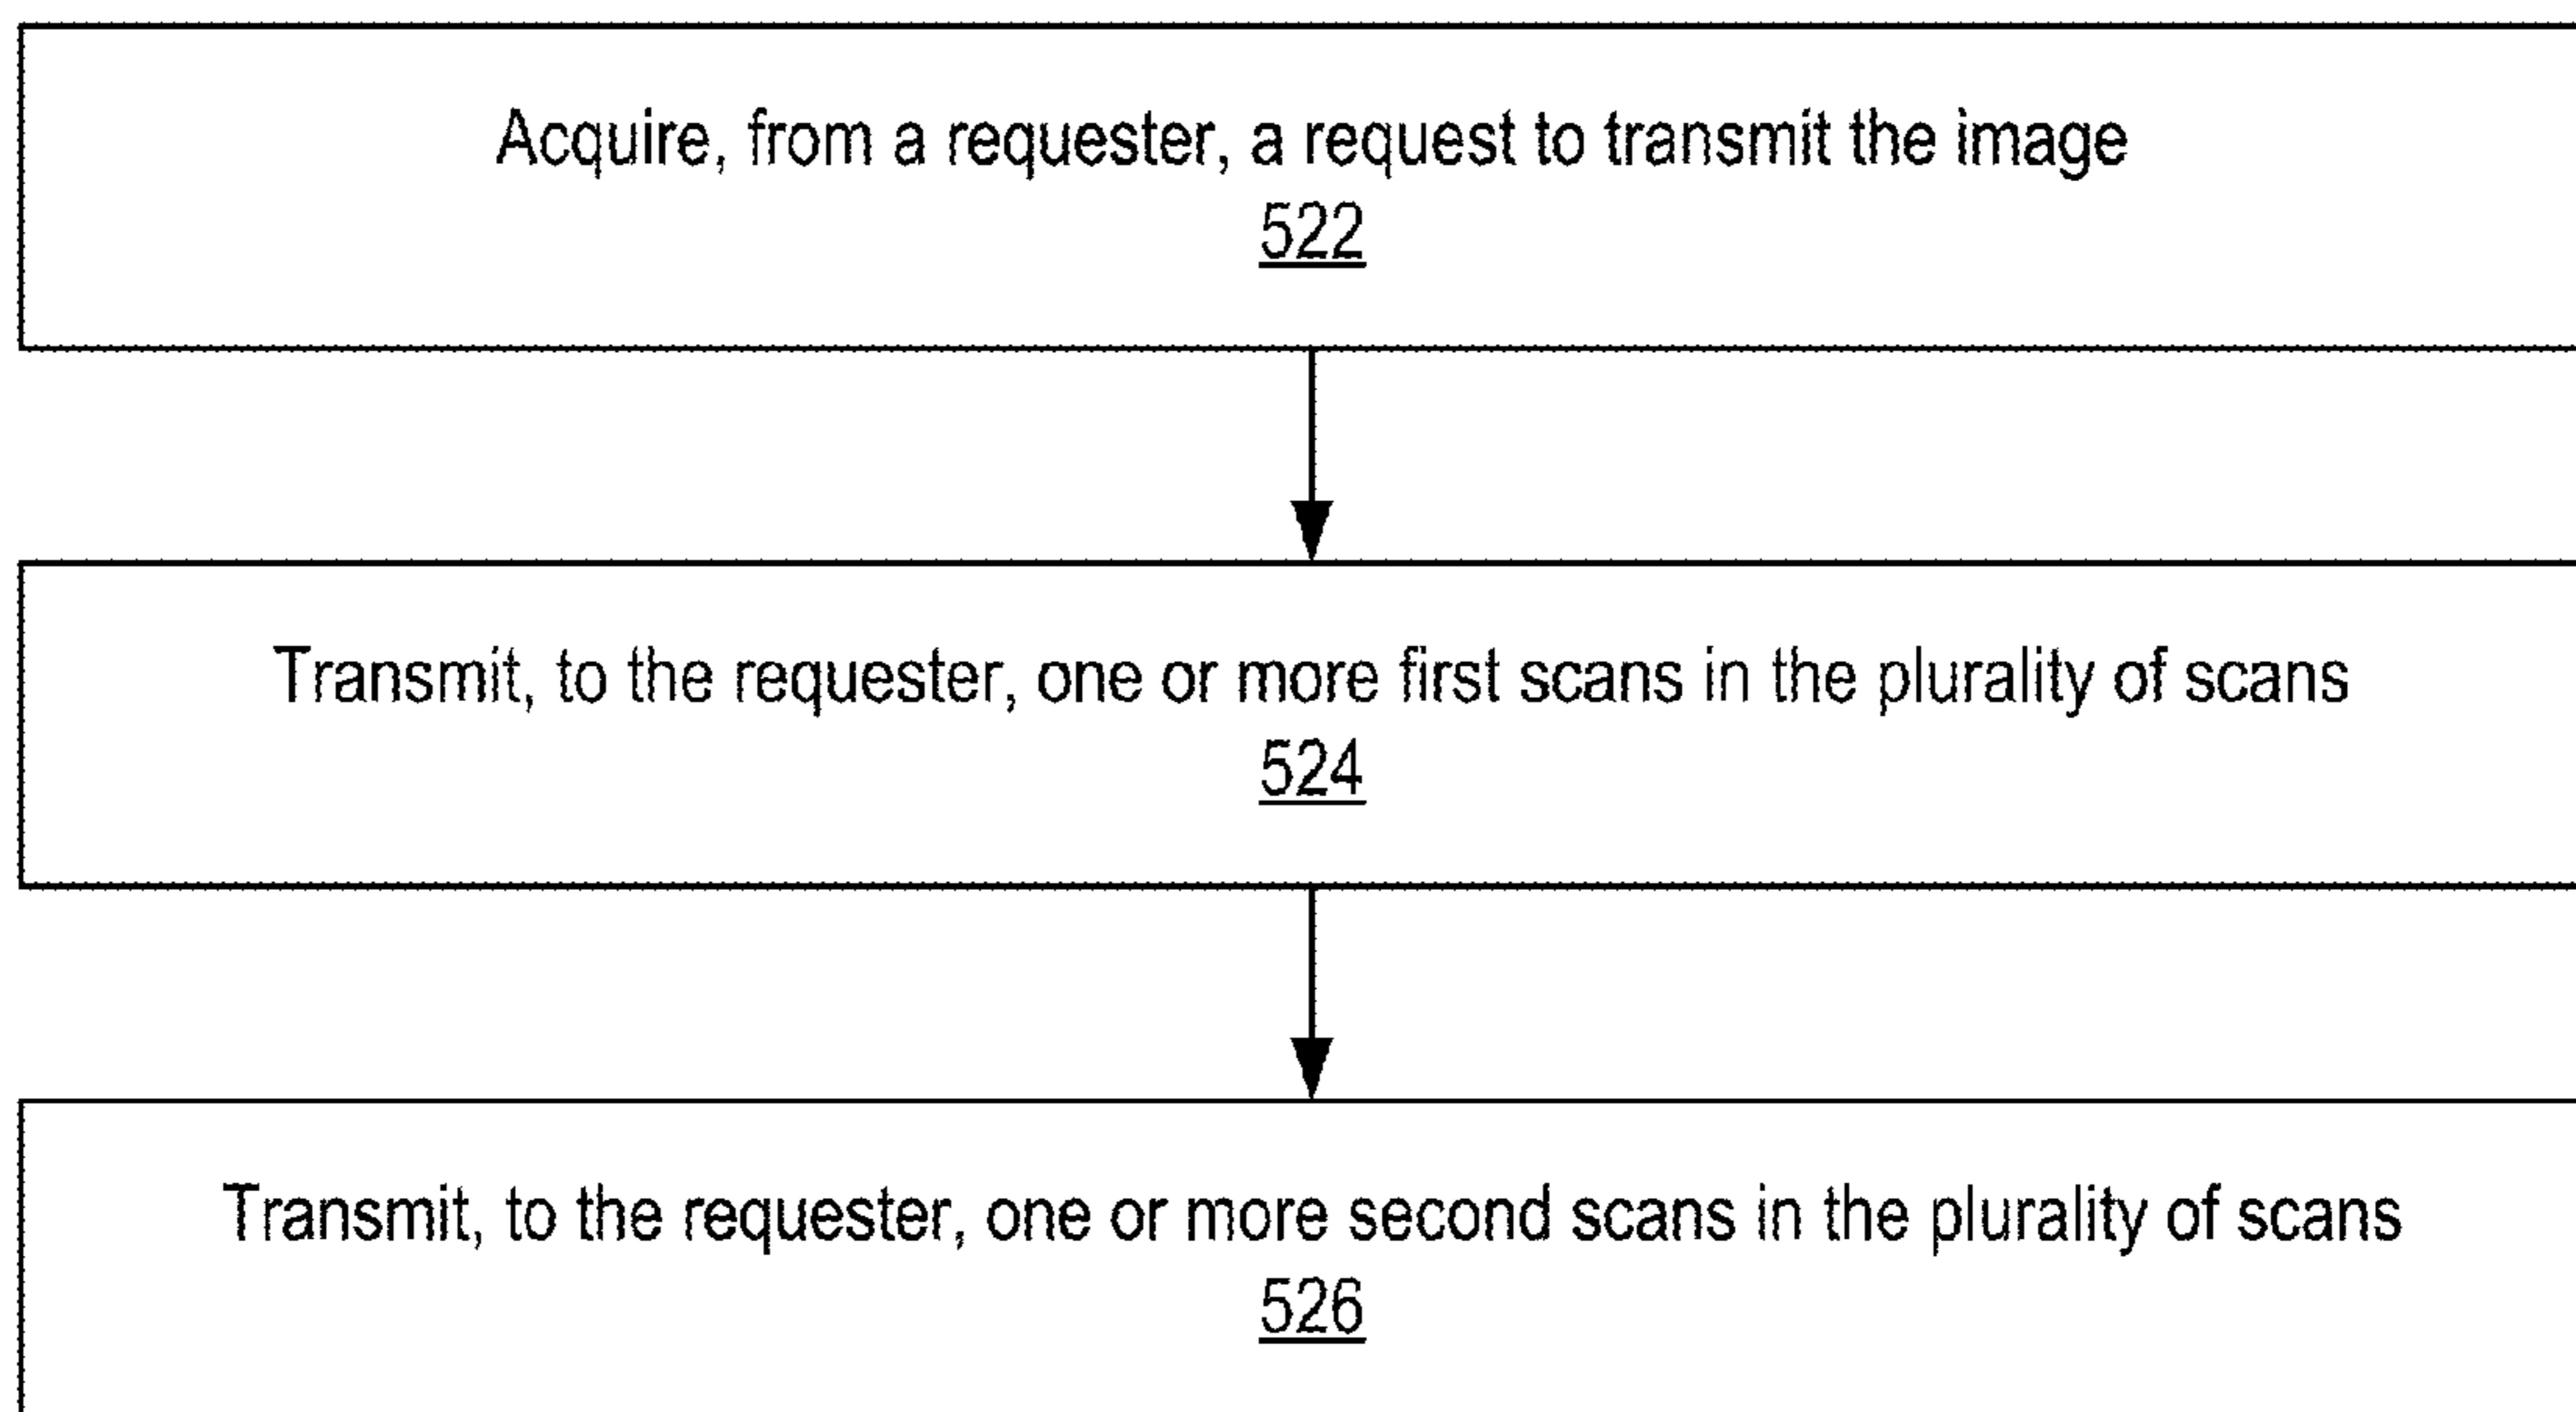 Acquire, from a requester, a request to transmit the image
522
Transmit, to the requester, one or more first scans in the plurality of scans
524
Transmit, to the requester, one or more second scans in the plurality of scans
526